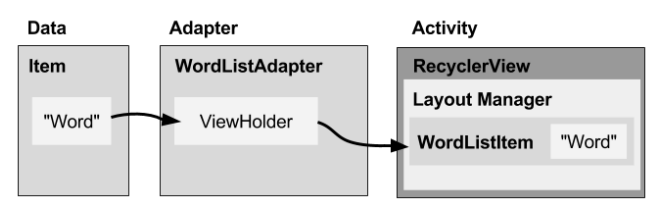 Data
Item
"Word"
Adapter
WordListAdapter
ViewHolder
Activity
RecyclerView
Layout Manager
WordListItem "Word"